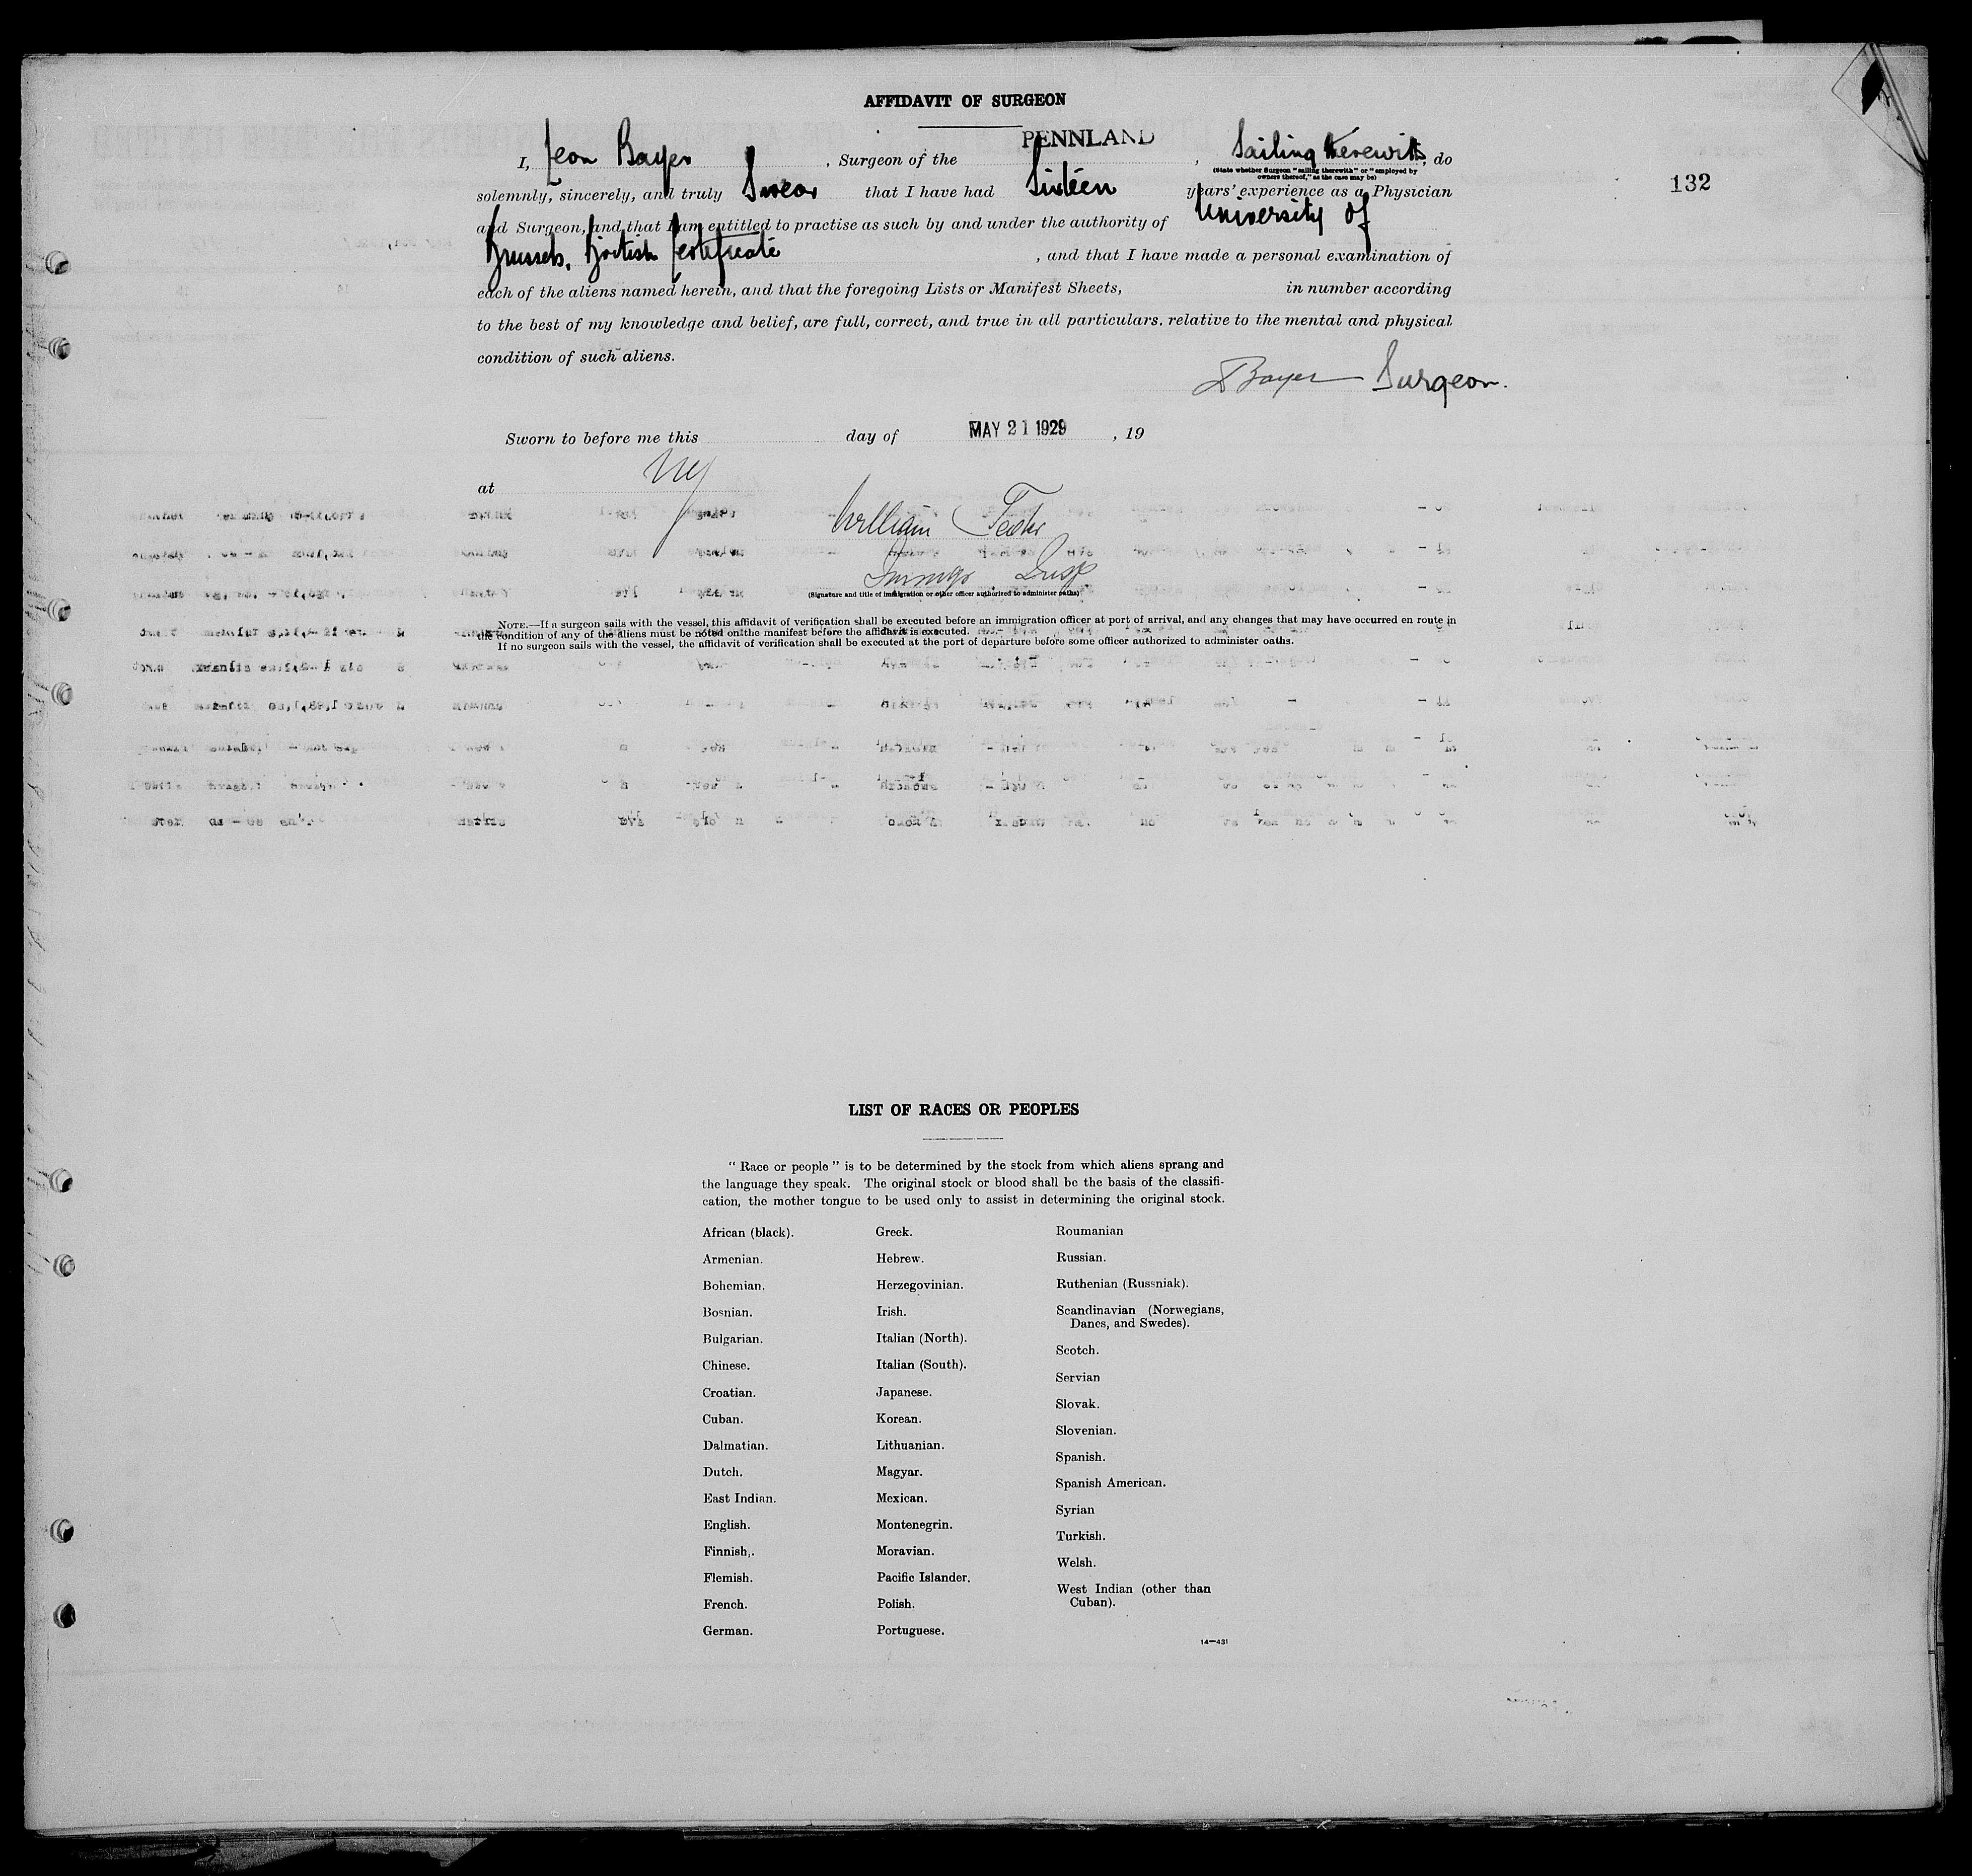 AFFIDAVIT OF SURGEON
I, Jean Bayer, Surgeon of the PENNLAND, Sailing therewith, do
(State whether Surgeon "sailing therewith" or "employed by
owners thereof," as the case may be)
132
solemnly, sincerely, and truly Swear that I have had Sixteen years' experience as a Physician
and Surgeon, and that I am entitled to practise as such by and under the authority of University of
Brussels, British Certificate, and that I have made a personal examination of
each of the aliens named herein, and that the foregoing Lists or Manifest Sheets, in number according
to the best of my knowledge and belief, are full, correct, and true in all particulars. relative to the mental and physical
condition of such aliens.
Bayer Surgeon.
Sworn to before me this day of MAY 21 1929, 19
at NY
William
Immigr. Insp.
(Signature and title of immigration or other officer authorized to administer oaths)
NOTE.—If a surgeon sails with the vessel, this affidavit of verification shall be executed before an immigration officer at port of arrival, and any changes that may have occurred en route in
the condition of any of the aliens must be noted on the manifest before the affidavit is executed.
If no surgeon sails with the vessel, the affidavit of verification shall be executed at the port of departure before some officer authorized to administer oaths.
LIST OF RACES OR PEOPLES
"Race or people" is to be determined by the stock from which aliens sprang and
the language they speak. The original stock or blood shall be the basis of the classifi-
cation, the mother tongue to be used only to assist in determining the original stock.
African (black).
Armenian.
Bohemian.
Bosnian.
Bulgarian.
Chinese.
Croatian.
Cuban.
Dalmatian.
Dutch.
East Indian.
English.
Finnish.
Flemish.
French.
German.
Greek.
Hebrew.
Herzegovinian.
Irish.
Italian (North).
Italian (South).
Japanese.
Korean.
Lithuanian.
Magyar.
Mexican.
Montenegrin.
Moravian.
Pacific Islander.
Polish.
Portuguese.
Roumanian
Russian.
Ruthenian (Russniak).
Scandinavian (Norwegians,
Danes, and Swedes).
Scotch.
Servian
Slovak.
Slovenian.
Spanish.
Spanish American.
Syrian
Turkish.
Welsh.
West Indian (other than
Cuban).
14—431